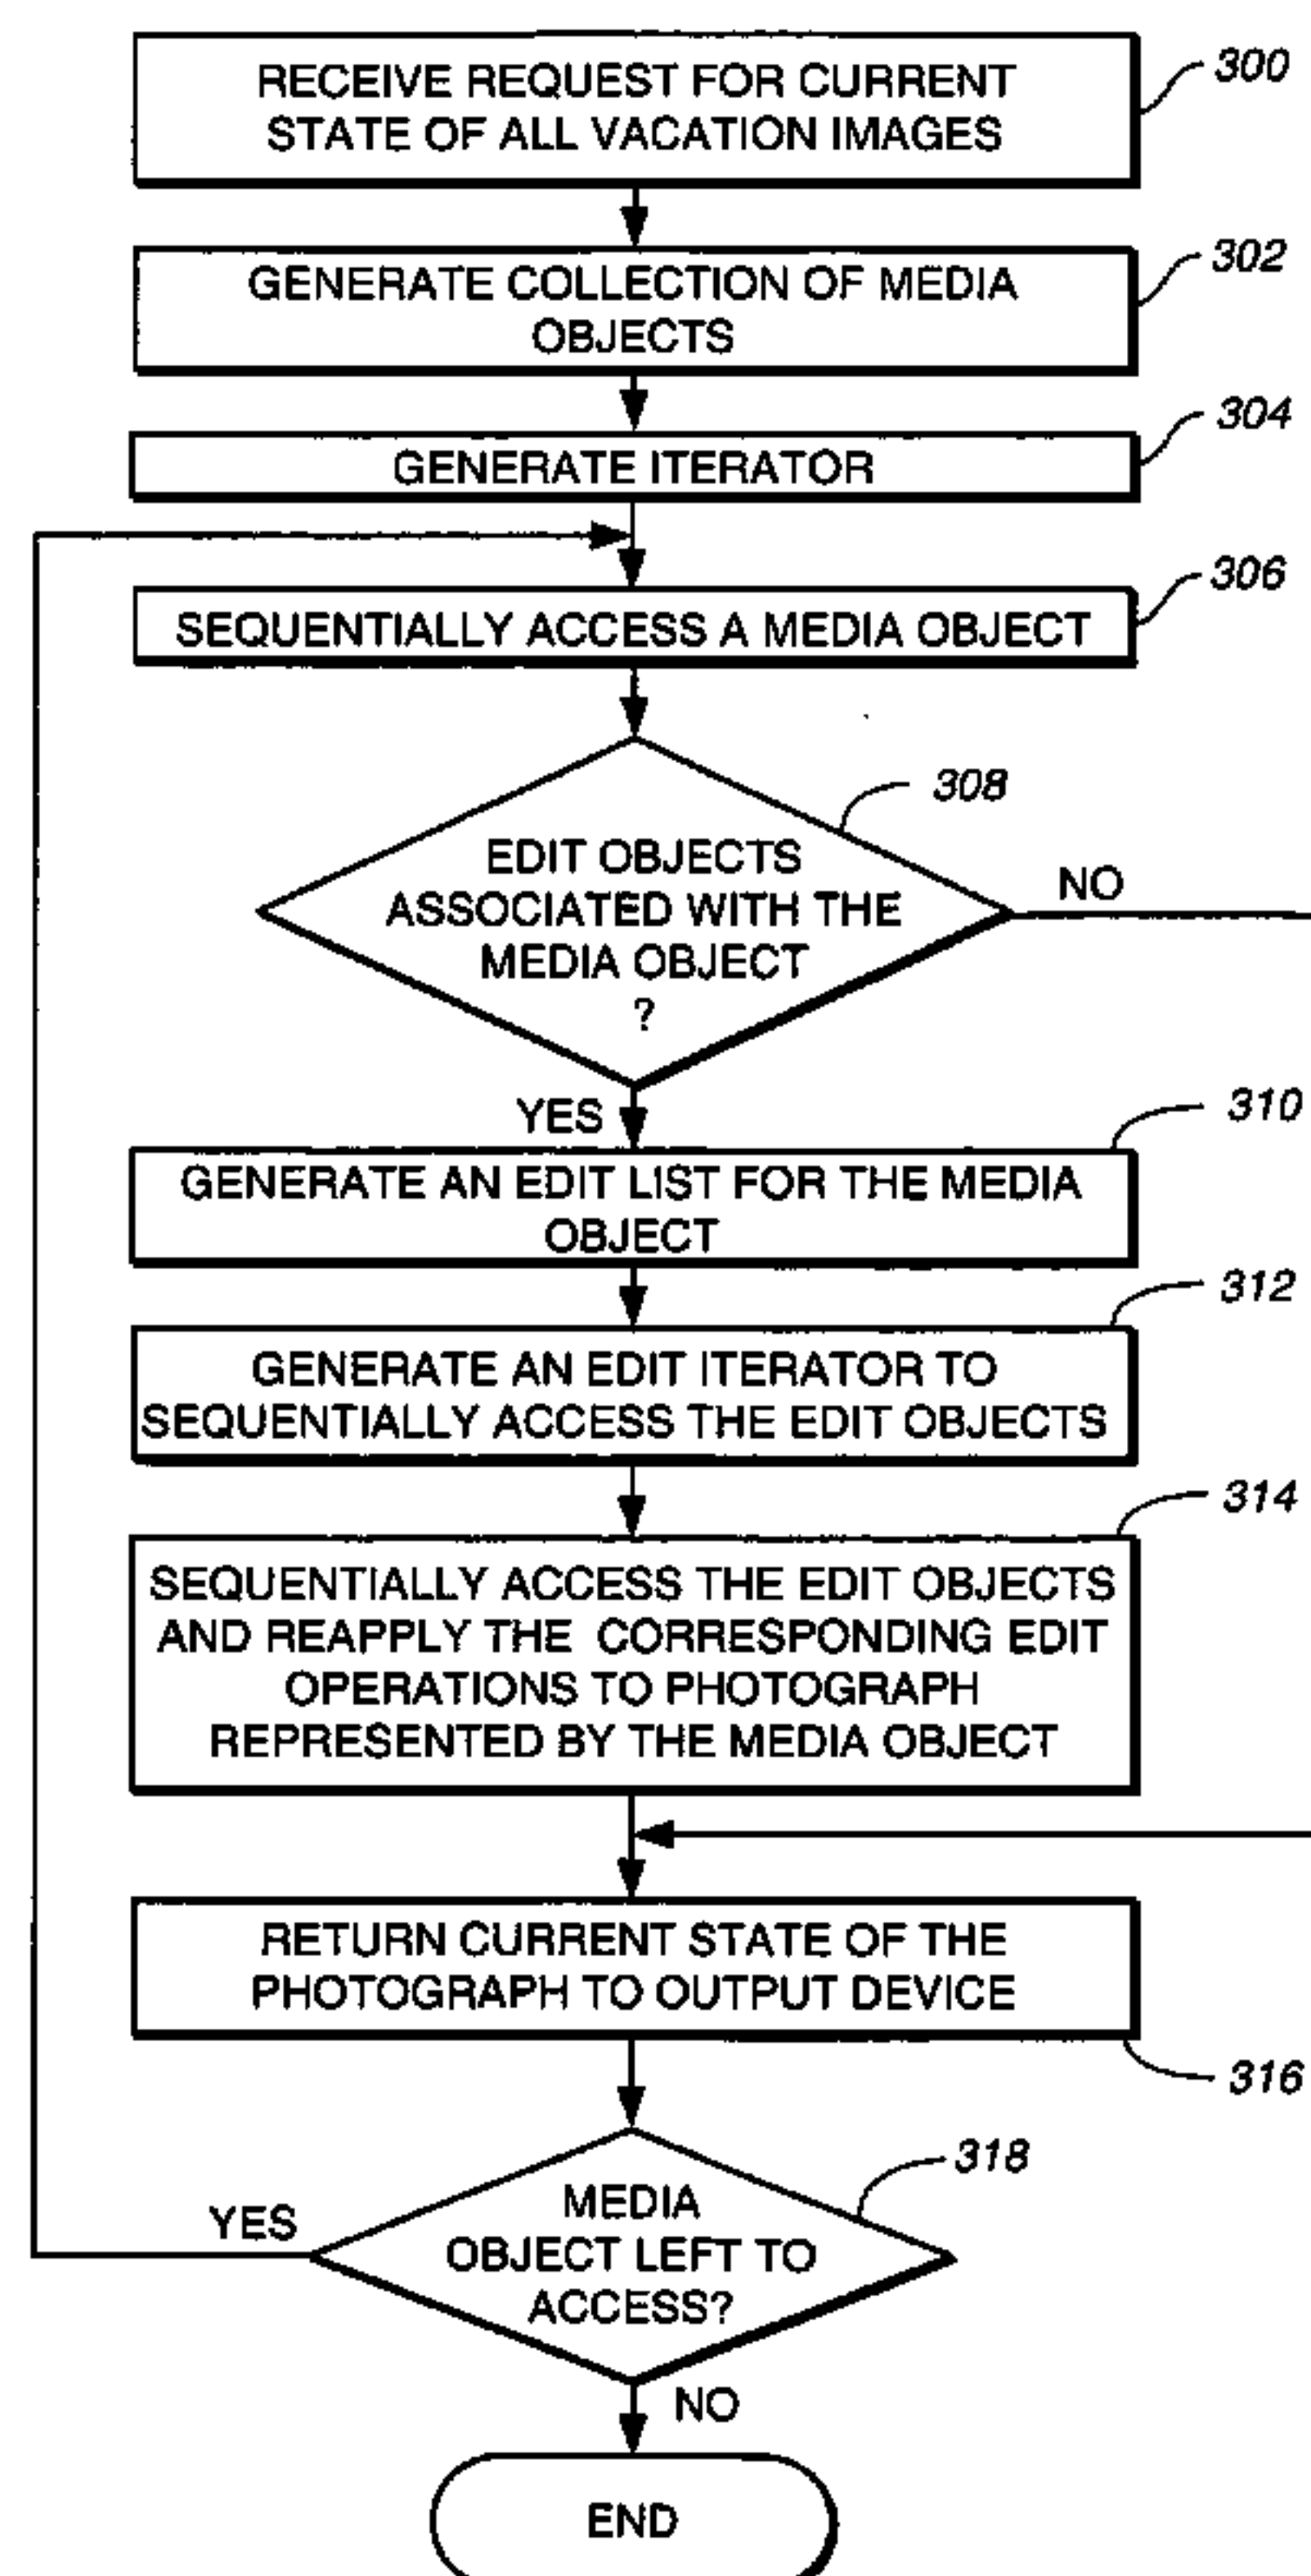 RECEIVE REQUEST FOR CURRENT
STATE OF ALL VACATION IMAGES
300
GENERATE COLLECTION OF MEDIA
OBJECTS
302
GENERATE ITERATOR
304
SEQUENTIALLY ACCESS A MEDIA OBJECT
306
308
EDIT OBJECTS
ASSOCIATED WITH THE
MEDIA OBJECT
?
NO
YES
310
GENERATE AN EDIT LIST FOR THE MEDIA
OBJECT
312
GENERATE AN EDIT ITERATOR TO
SEQUENTIALLY ACCESS THE EDIT OBJECTS
314
SEQUENTIALLY ACCESS THE EDIT OBJECTS
AND REAPPLY THE CORRESPONDING EDIT
OPERATIONS TO PHOTOGRAPH
REPRESENTED BY THE MEDIA OBJECT
RETURN CURRENT STATE OF THE
PHOTOGRAPH TO OUTPUT DEVICE
316
318
MEDIA
OBJECT LEFT TO
ACCESS?
YES
NO
END